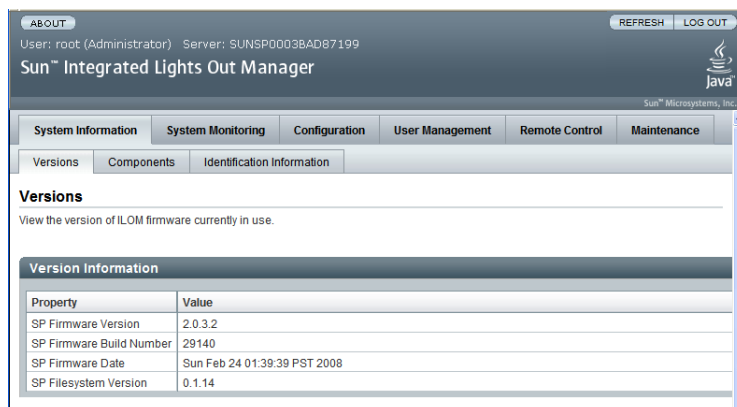 ABOUT REFRESH LOG OUT
User: root (Administrator) Server: SUNSP0003BAD87199
Sun™ Integrated Lights Out Manager
Java™
Sun™ Microsystems, Inc.
System Information System Monitoring Configuration User Management Remote Control Maintenance
Versions Components Identification Information
Versions
View the version of ILOM firmware currently in use.
Version Information
Property Value
SP Firmware Version 2.0.3.2
SP Firmware Build Number 29140
SP Firmware Date Sun Feb 24 01:39:39 PST 2008
SP Filesystem Version 0.1.14